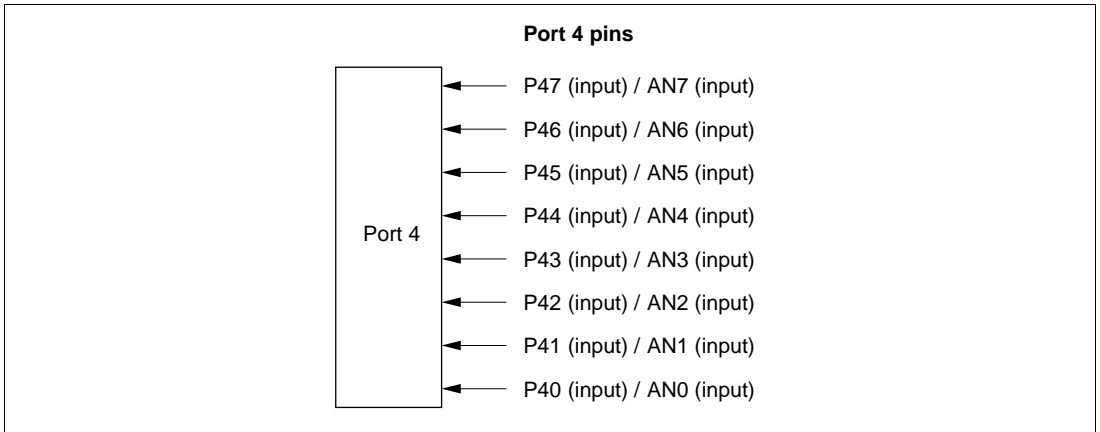 Port 4 pins
P47 (input) / AN7 (input)
P46 (input) / AN6 (input)
P45 (input) / AN5 (input)
P44 (input) / AN4 (input)
Port 4
P43 (input) / AN3 (input)
P42 (input) / AN2 (input)
P41 (input) / AN1 (input)
P40 (input) / AN0 (input)